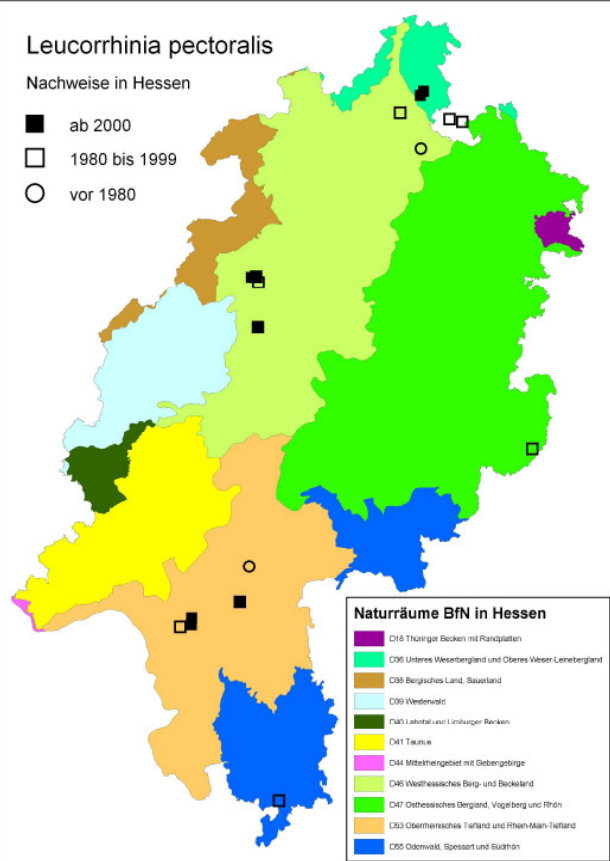 Leucorrhinia pectoralis
Nachweise in Hessen
ab 2000
1980 bis 1999
vor 1980
Naturräume BfN in Hessen
D18 Thüringer Becken mit Randplatten
D36 Unteres Weserbergland und Oberes Weser-Leinebergland
D38 Bergisches Land, Sauerland
D39 Westerwald
D40 Lahntal und Limburger Becken
D41 Taunus
D44 Mittelrheingebiet mit Siebengebirge
D46 Westhessisches Berg- und Beckeland
D47 Osthessisches Bergland, Vogelberg und Rhön
D53 Oberrheinisches Tiefland und Rhein-Main-Tiefland
D55 Odenwald, Spessart und Südrhön